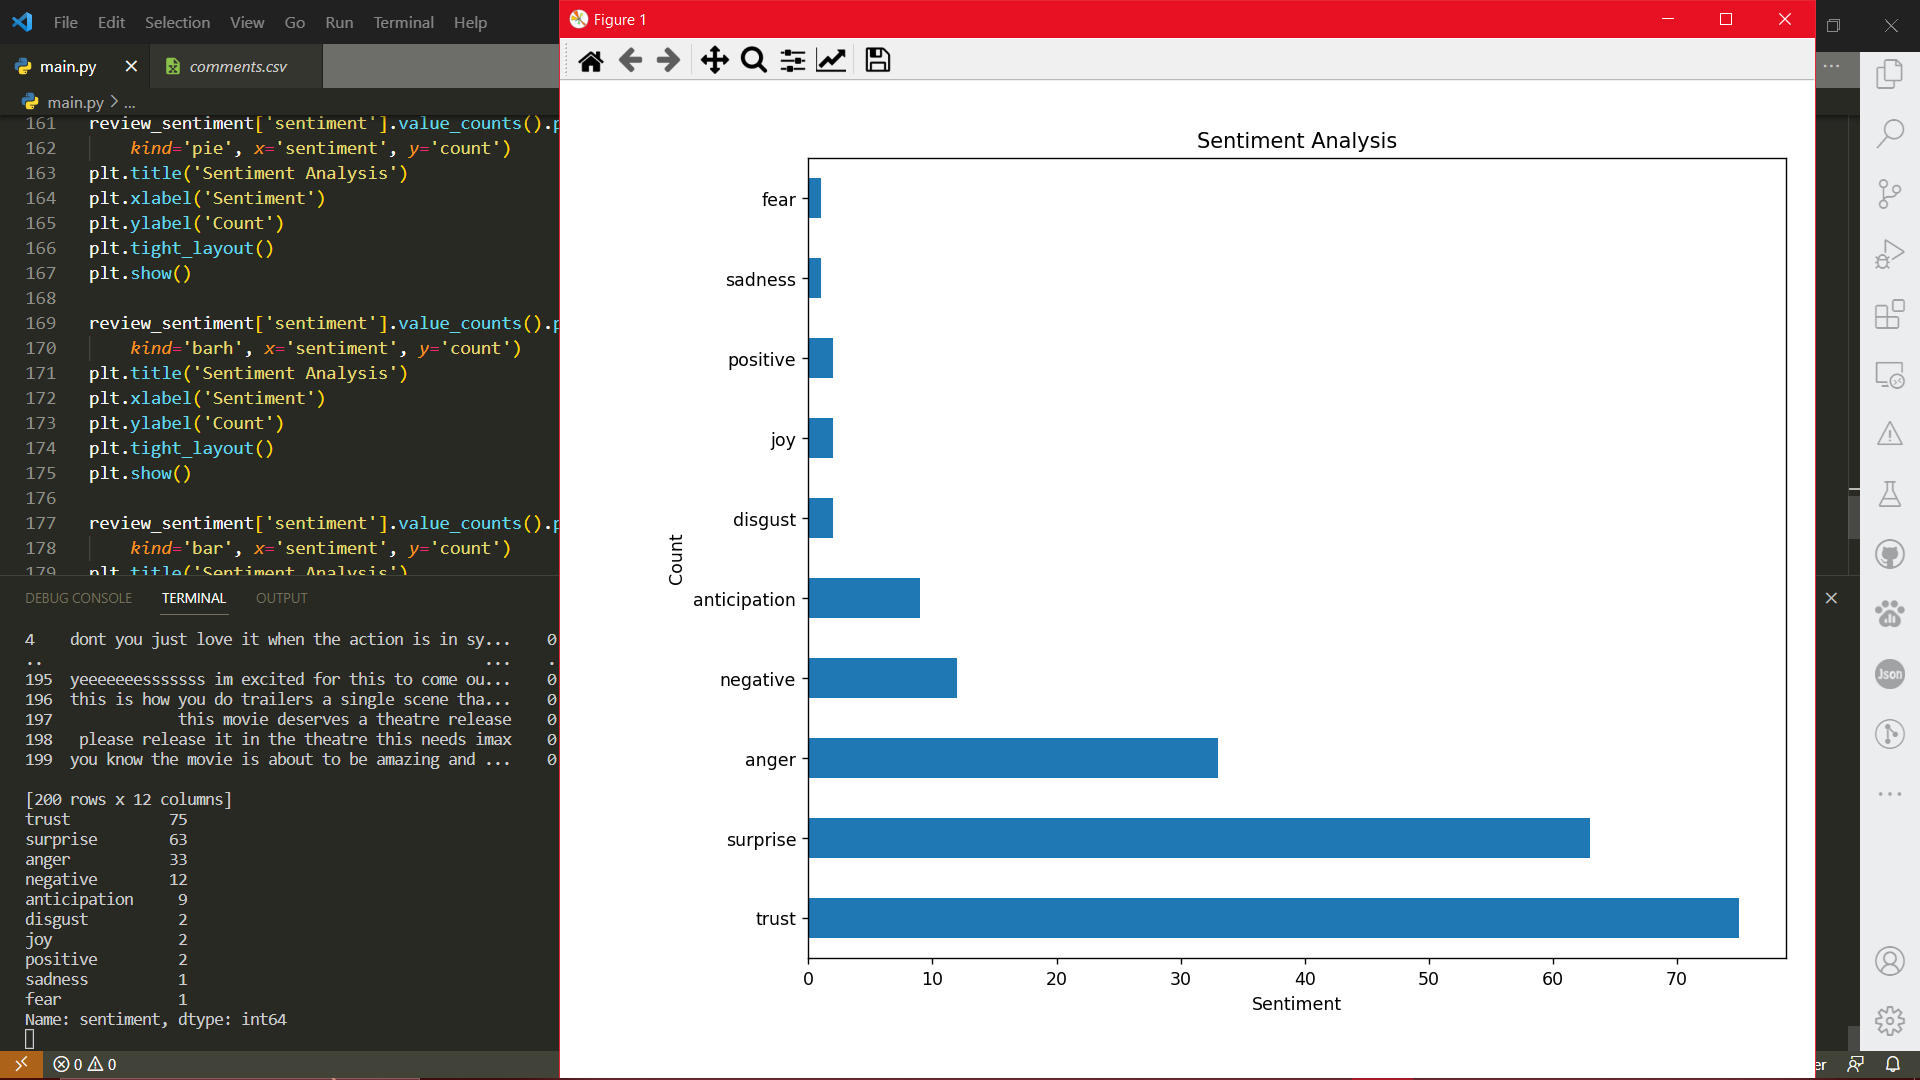 File Edit Selection View Go Run Terminal Help
main.py
comments.csv
main.py > ...
161 review_sentiment['sentiment'].value_counts().p
162 kind='pie', x='sentiment', y='count')
163 plt.title('Sentiment Analysis')
164 plt.xlabel('Sentiment')
165 plt.ylabel('Count')
166 plt.tight_layout()
167 plt.show()
168
169 review_sentiment['sentiment'].value_counts().p
170 kind='barh', x='sentiment', y='count')
171 plt.title('Sentiment Analysis')
172 plt.xlabel('Sentiment')
173 plt.ylabel('Count')
174 plt.tight_layout()
175 plt.show()
176
177 review_sentiment['sentiment'].value_counts().p
178 kind='bar', x='sentiment', y='count')
179 plt.title('Sentiment Analysis')
DEBUG CONSOLE TERMINAL OUTPUT
4 dont you just love it when the action is in sy... 0
.. ... .
195 yeeeeeeesssssss im excited for this to come ou... 0
196 this is how you do trailers a single scene tha... 0
197 this movie deserves a theatre release 0
198 please release it in the theatre this needs imax 0
199 you know the movie is about to be amazing and ... 0
[200 rows x 12 columns]
trust 75
surprise 63
anger 33
negative 12
anticipation 9
disgust 2
joy 2
positive 2
sadness 1
fear 1
Name: sentiment, dtype: int64
0 0
Figure 1
Sentiment Analysis
fear
sadness
positive
joy
disgust
anticipation
negative
anger
surprise
trust
Count
0 10 20 30 40 50 60 70
Sentiment
Json
er